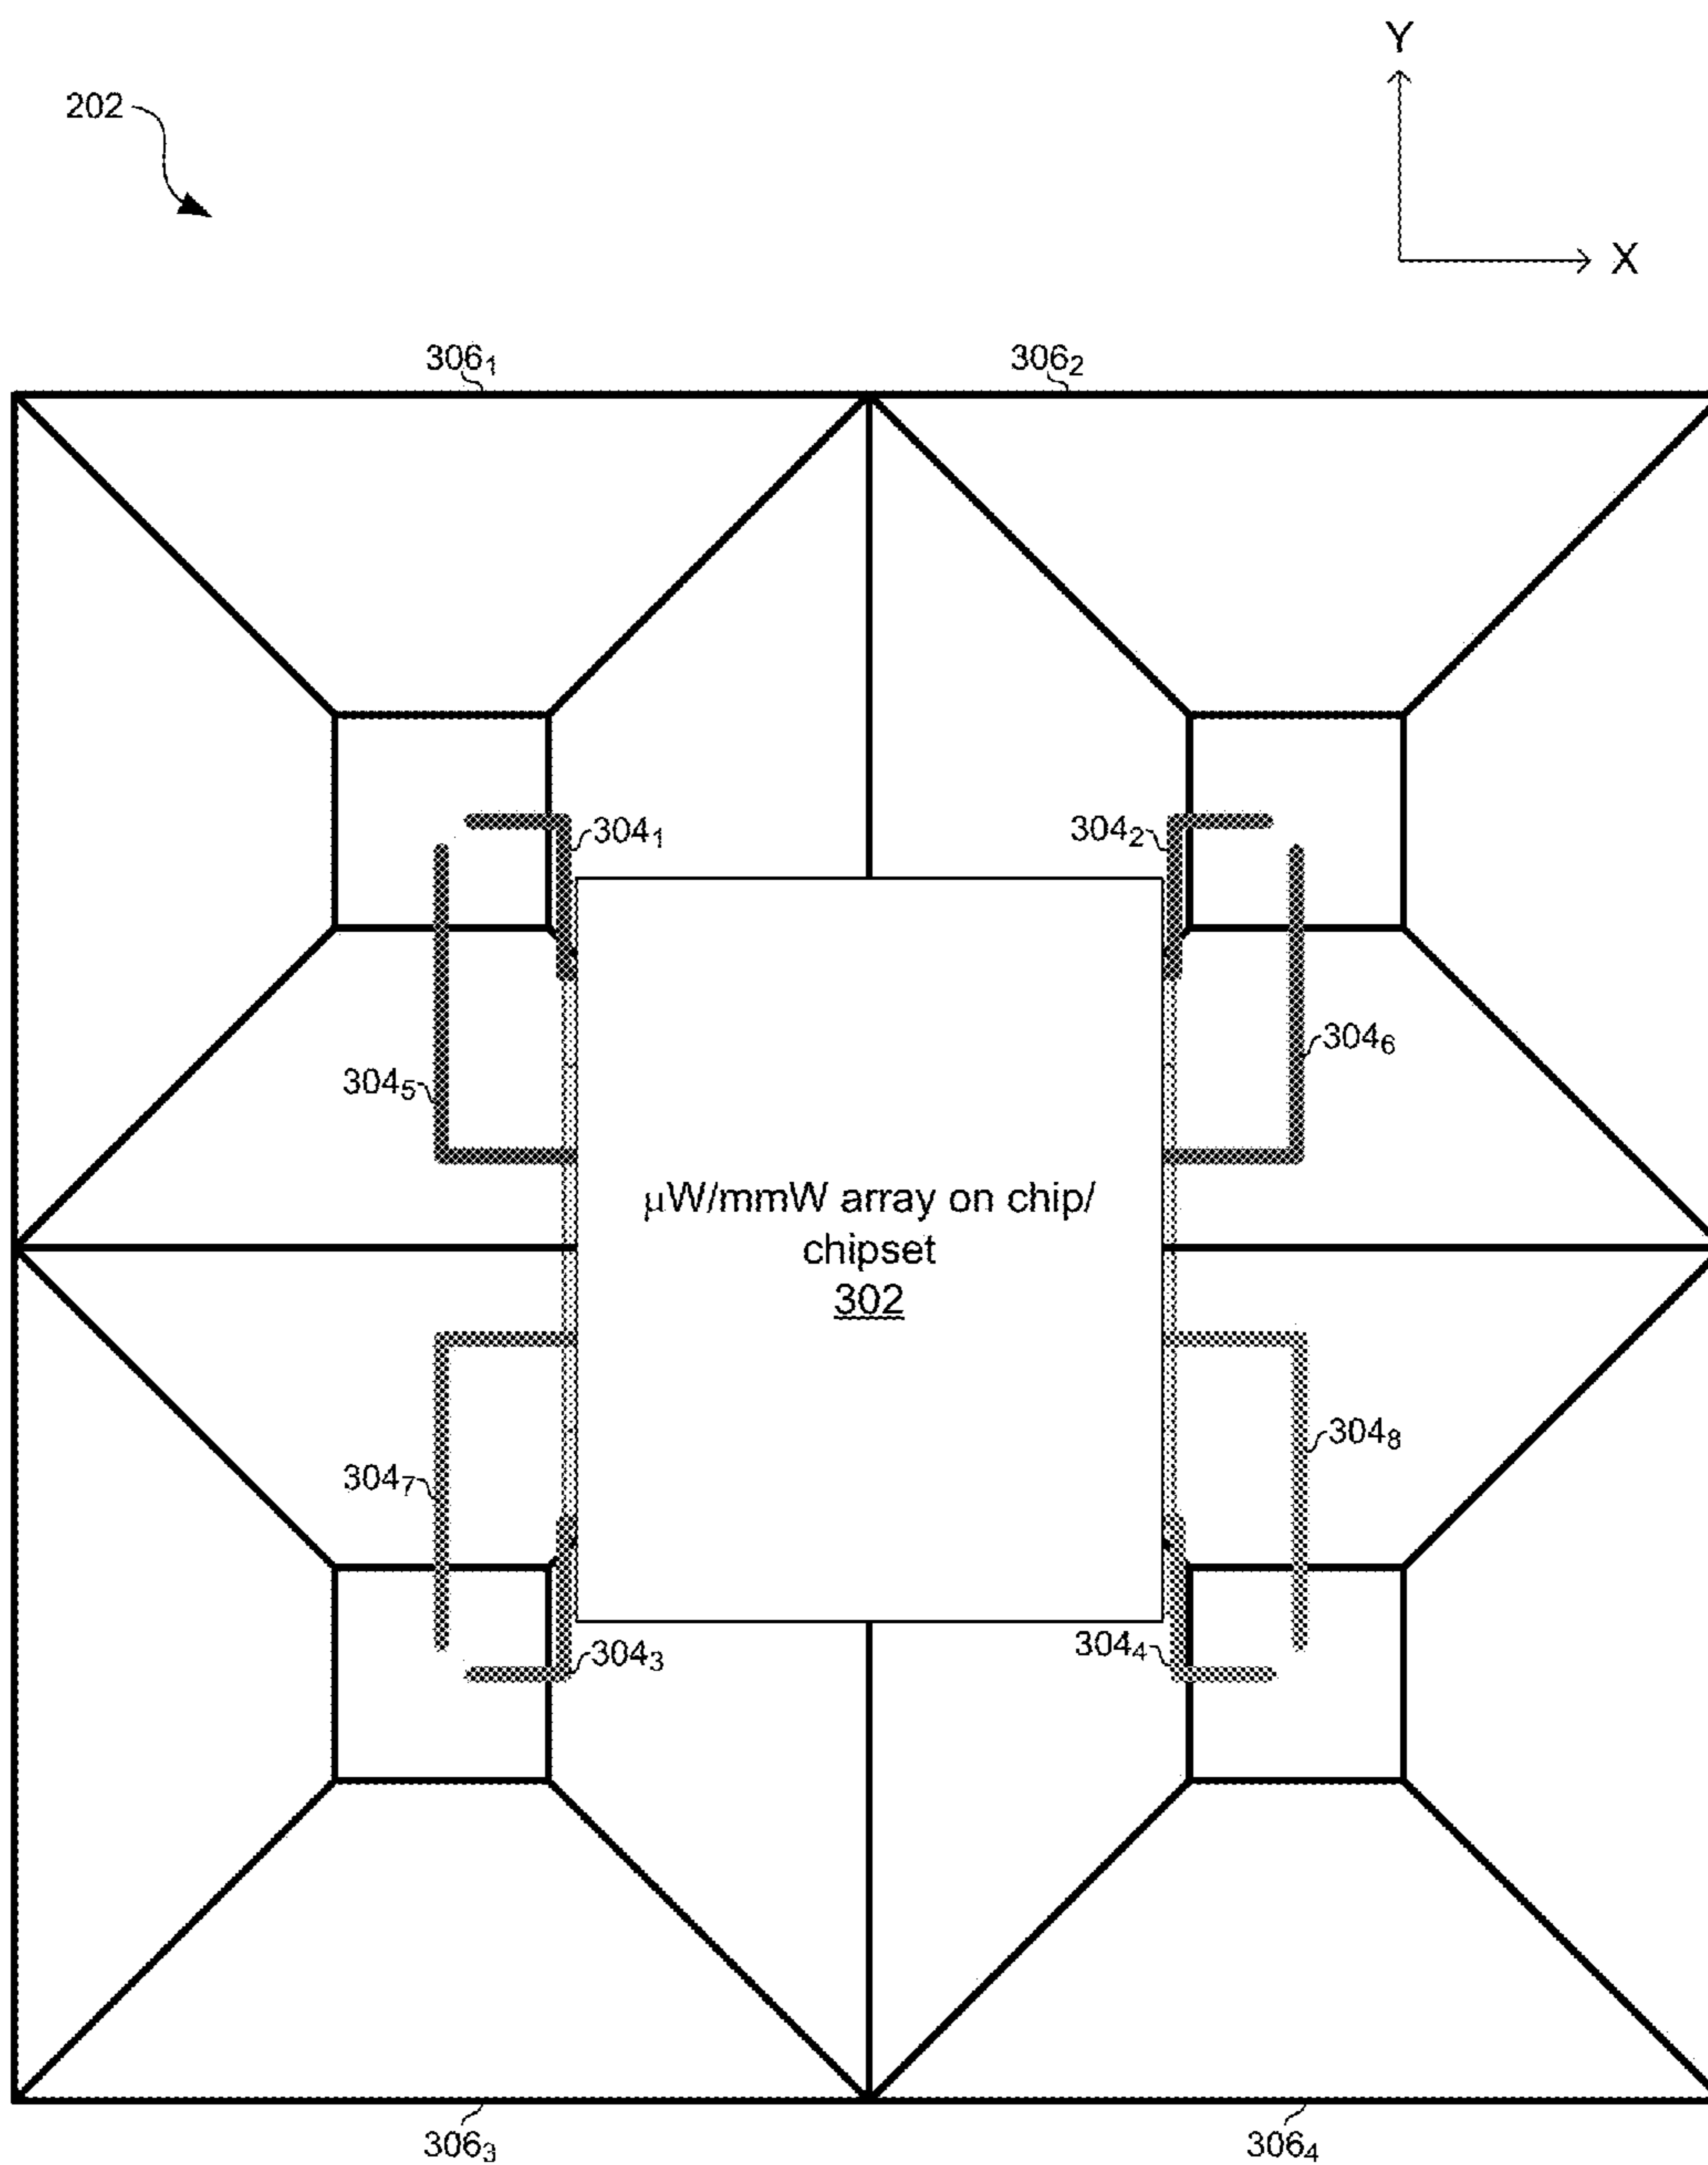 Y
202
X
306₁ 306₂
304₁ 304₂
304₆
304₅
μW/mmW array on chip/
chipset
302
304₈
304₇
304₃ 304₄
306₃ 306₄